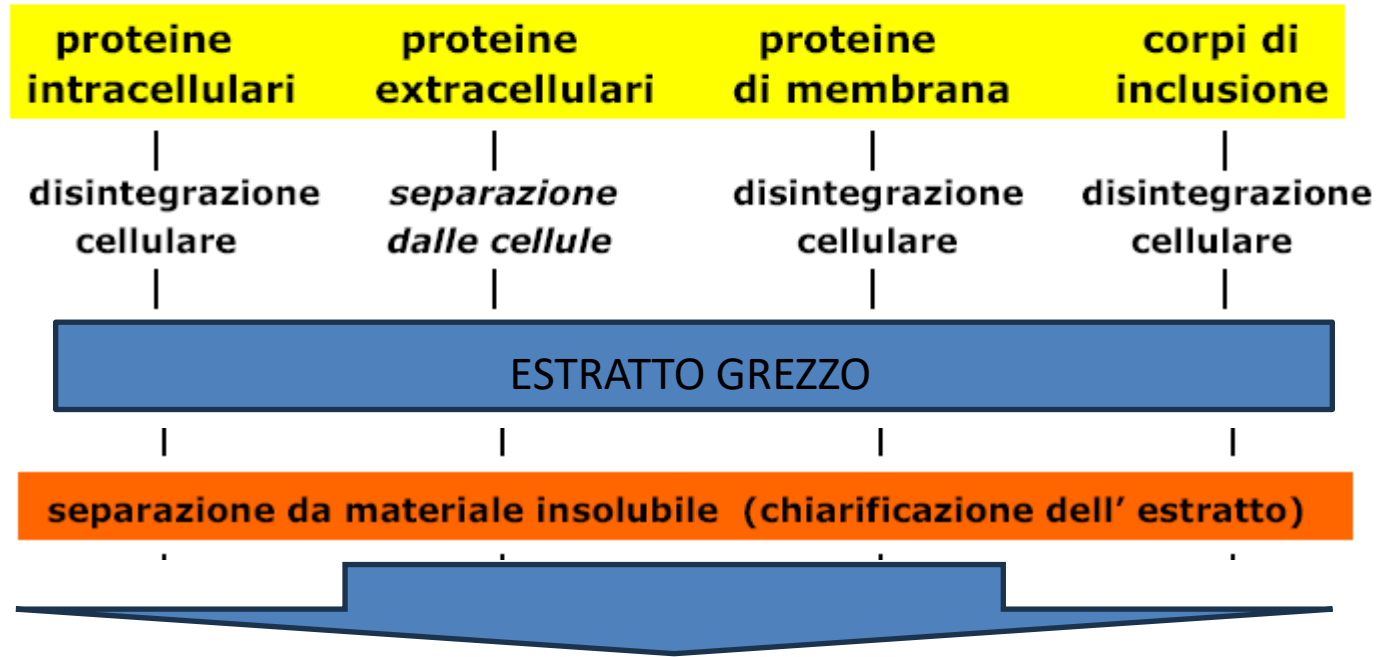 proteine intracellulari
proteine extracellulari
proteine di membrana
corpi di inclusione
disintegrazione cellulare
separazione dalle cellule
disintegrazione cellulare
disintegrazione cellulare
ESTRATTO GREZZO
separazione da materiale insolubile (chiarificazione dell' estratto)